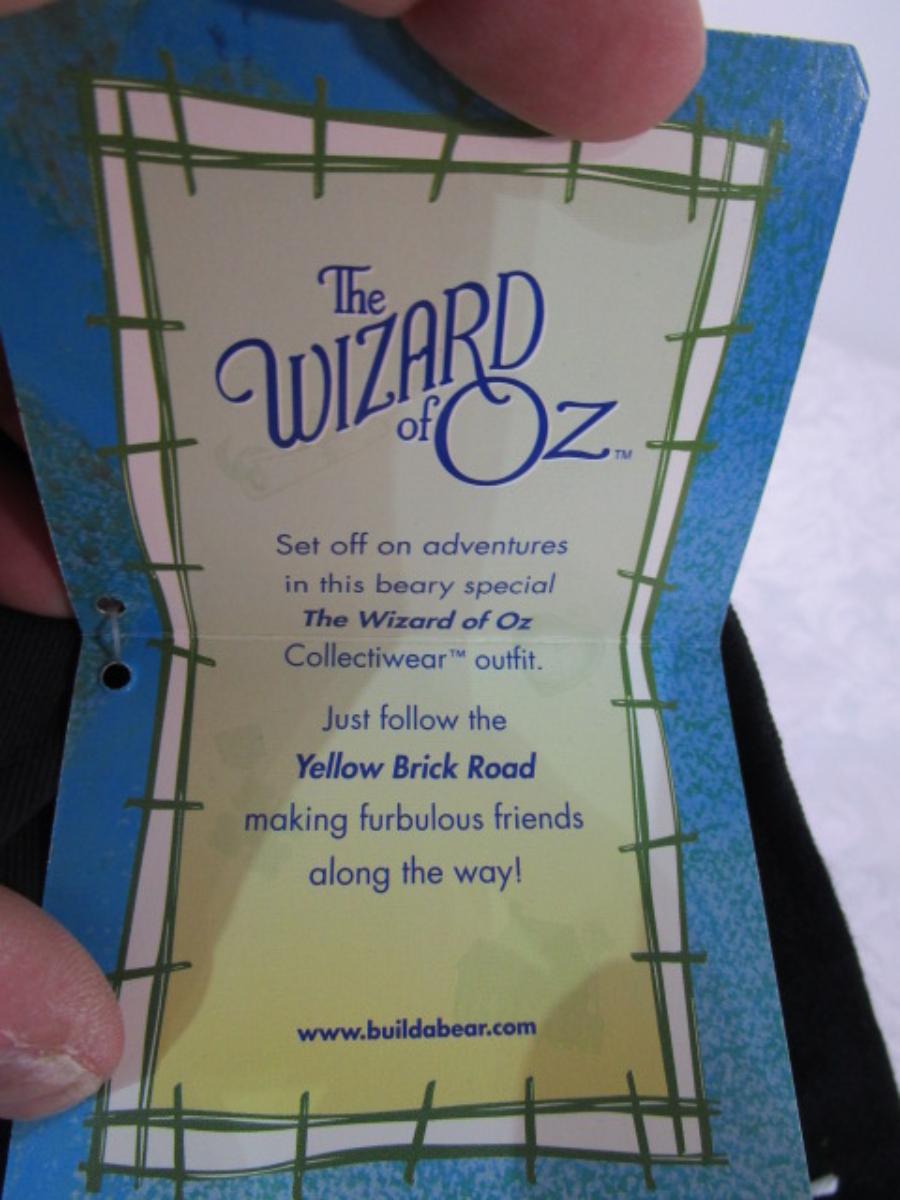 The
WIZARD
of OZ™
Set off on adventures
in this beary special
The Wizard of Oz
Collectiwear™ outfit.
Just follow the
Yellow Brick Road
making furbulous friends
along the way!
www.buildabear.com